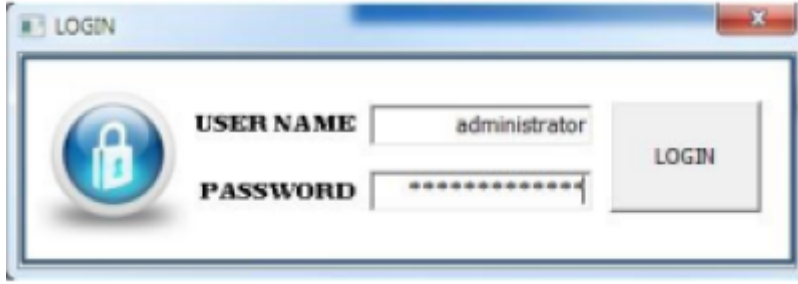 LOGIN
USER NAME administrator
PASSWORD *************
LOGIN